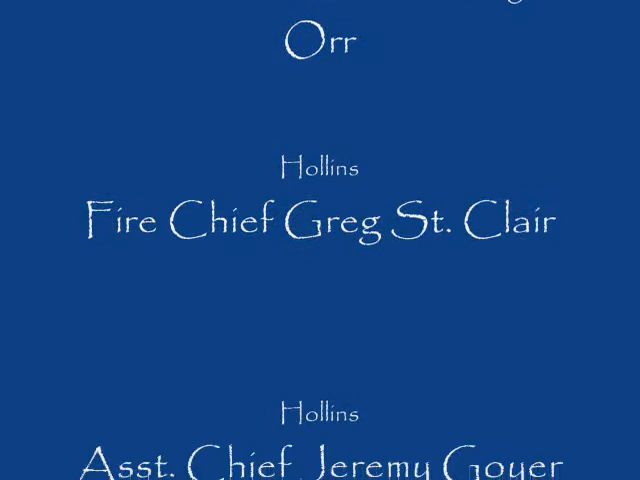 Orr
Hollins
Fire Chief Greg St. Clair
Hollins
Asst. Chief Jeremy Goyer